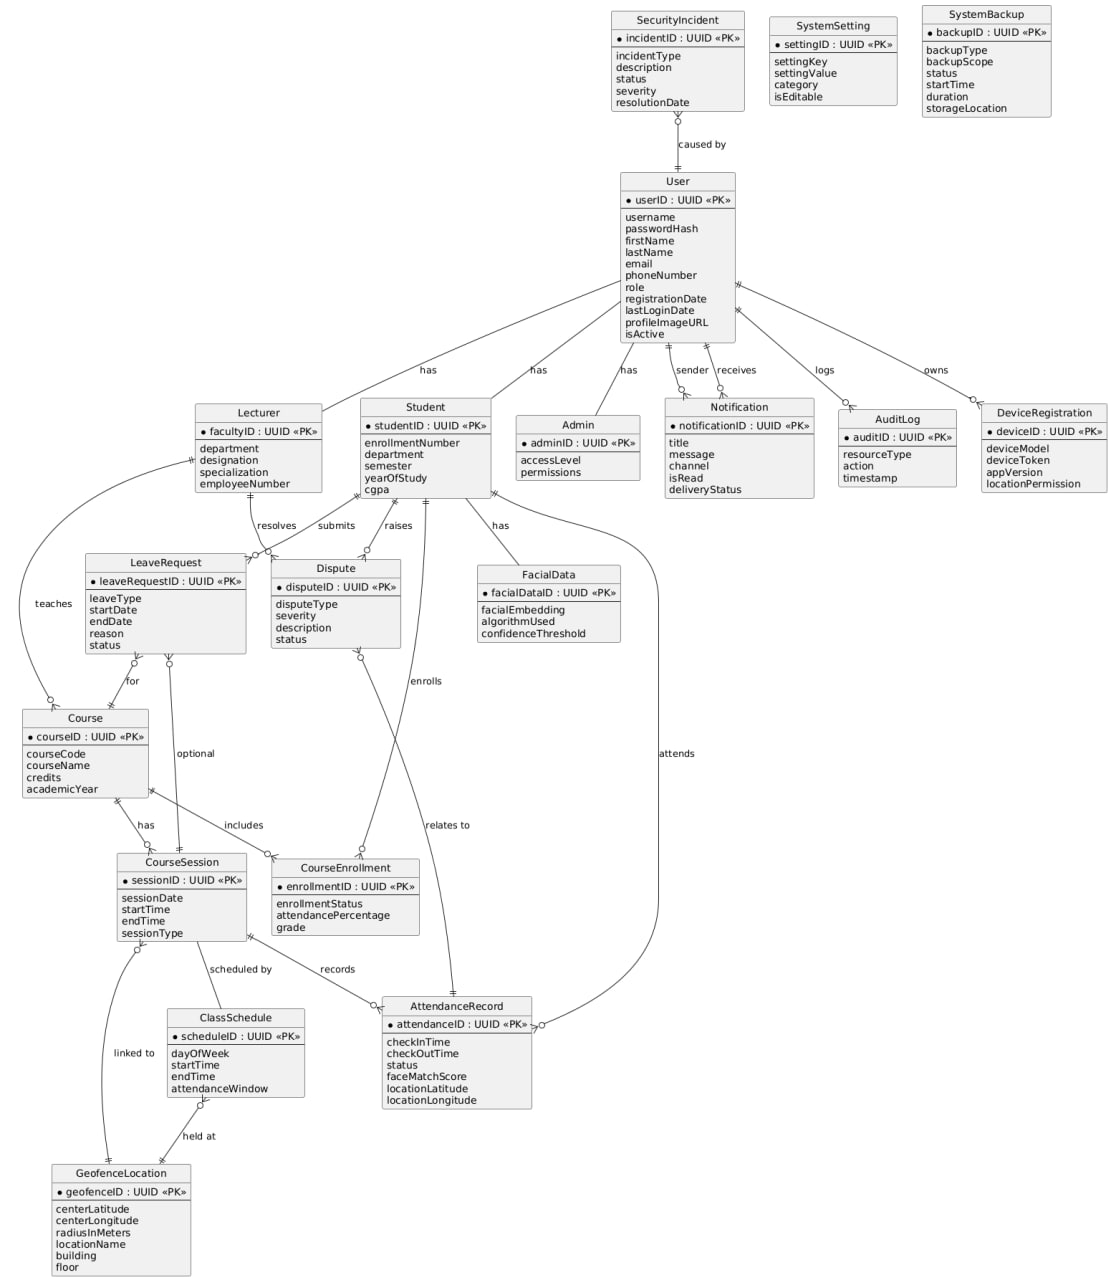 SecurityIncident
* incidentID : UUID «PK»
incidentType
description
status
severity
resolutionDate
SystemSetting
* settingID : UUID «PK»
settingKey
settingValue
category
isEditable
SystemBackup
* backupID : UUID «PK»
backupType
backupScope
status
startTime
duration
storageLocation
caused by
User
* userID : UUID «PK»
username
passwordHash
firstName
lastName
email
phoneNumber
role
registrationDate
lastLoginDate
profileImageURL
isActive
has
has
has
sender
receives
logs
owns
Lecturer
* facultyID : UUID «PK»
department
designation
specialization
employeeNumber
Student
* studentID : UUID «PK»
enrollmentNumber
department
semester
yearOfStudy
cgpa
Admin
* adminID : UUID «PK»
accessLevel
permissions
Notification
* notificationID : UUID «PK»
title
message
channel
isRead
deliveryStatus
AuditLog
* auditID : UUID «PK»
resourceType
action
timestamp
DeviceRegistration
* deviceID : UUID «PK»
deviceModel
deviceToken
appVersion
locationPermission
resolves
submits
raises
has
LeaveRequest
* leaveRequestID : UUID «PK»
leaveType
startDate
endDate
reason
status
Dispute
* disputeID : UUID «PK»
disputeType
severity
description
status
FacialData
* facialDataID : UUID «PK»
facialEmbedding
algorithmUsed
confidenceThreshold
teaches
for
enrolls
optional
attends
Course
* courseID : UUID «PK»
courseCode
courseName
credits
academicYear
has
includes
relates to
CourseSession
* sessionID : UUID «PK»
sessionDate
startTime
endTime
sessionType
CourseEnrollment
* enrollmentID : UUID «PK»
enrollmentStatus
attendancePercentage
grade
scheduled by
records
ClassSchedule
* scheduleID : UUID «PK»
dayOfWeek
startTime
endTime
attendanceWindow
AttendanceRecord
* attendanceID : UUID «PK»
checkInTime
checkOutTime
status
faceMatchScore
locationLatitude
locationLongitude
linked to
held at
GeofenceLocation
* geofenceID : UUID «PK»
centerLatitude
centerLongitude
radiusInMeters
locationName
building
floor